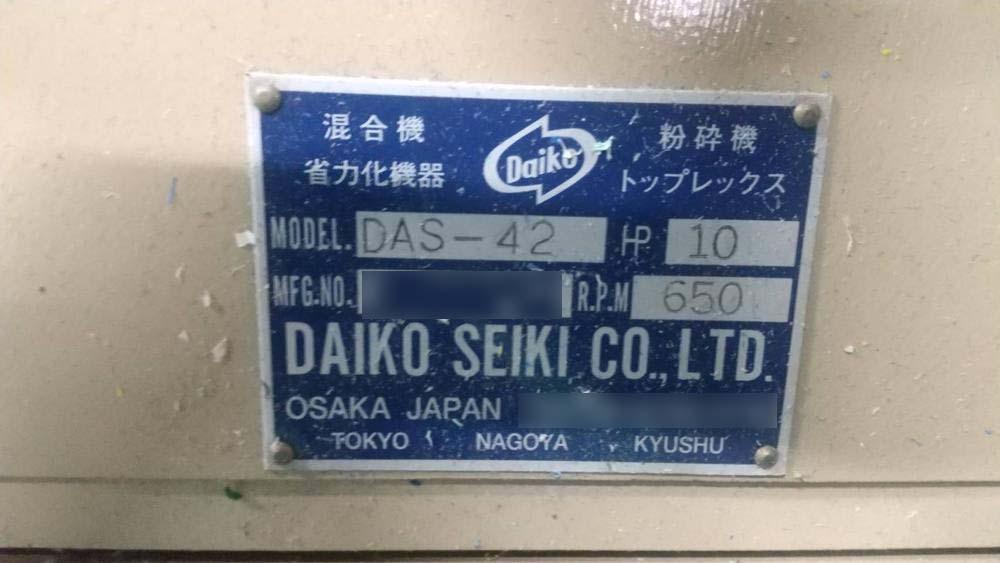 混合機 Daiko 粉砕機
省力化機器 トップレックス
MODEL. DAS-42 HP 10
MFG.NO. R.P.M 650
DAIKO SEIKI CO., LTD.
OSAKA JAPAN
TOKYO NAGOYA KYUSHU